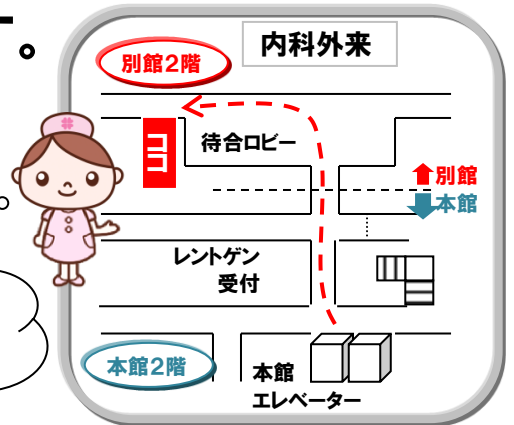 。
内科外来
別館2階
ココ
待合ロビー
別館
本館
。
レントゲン
受付
本館2階
本館
エレベーター